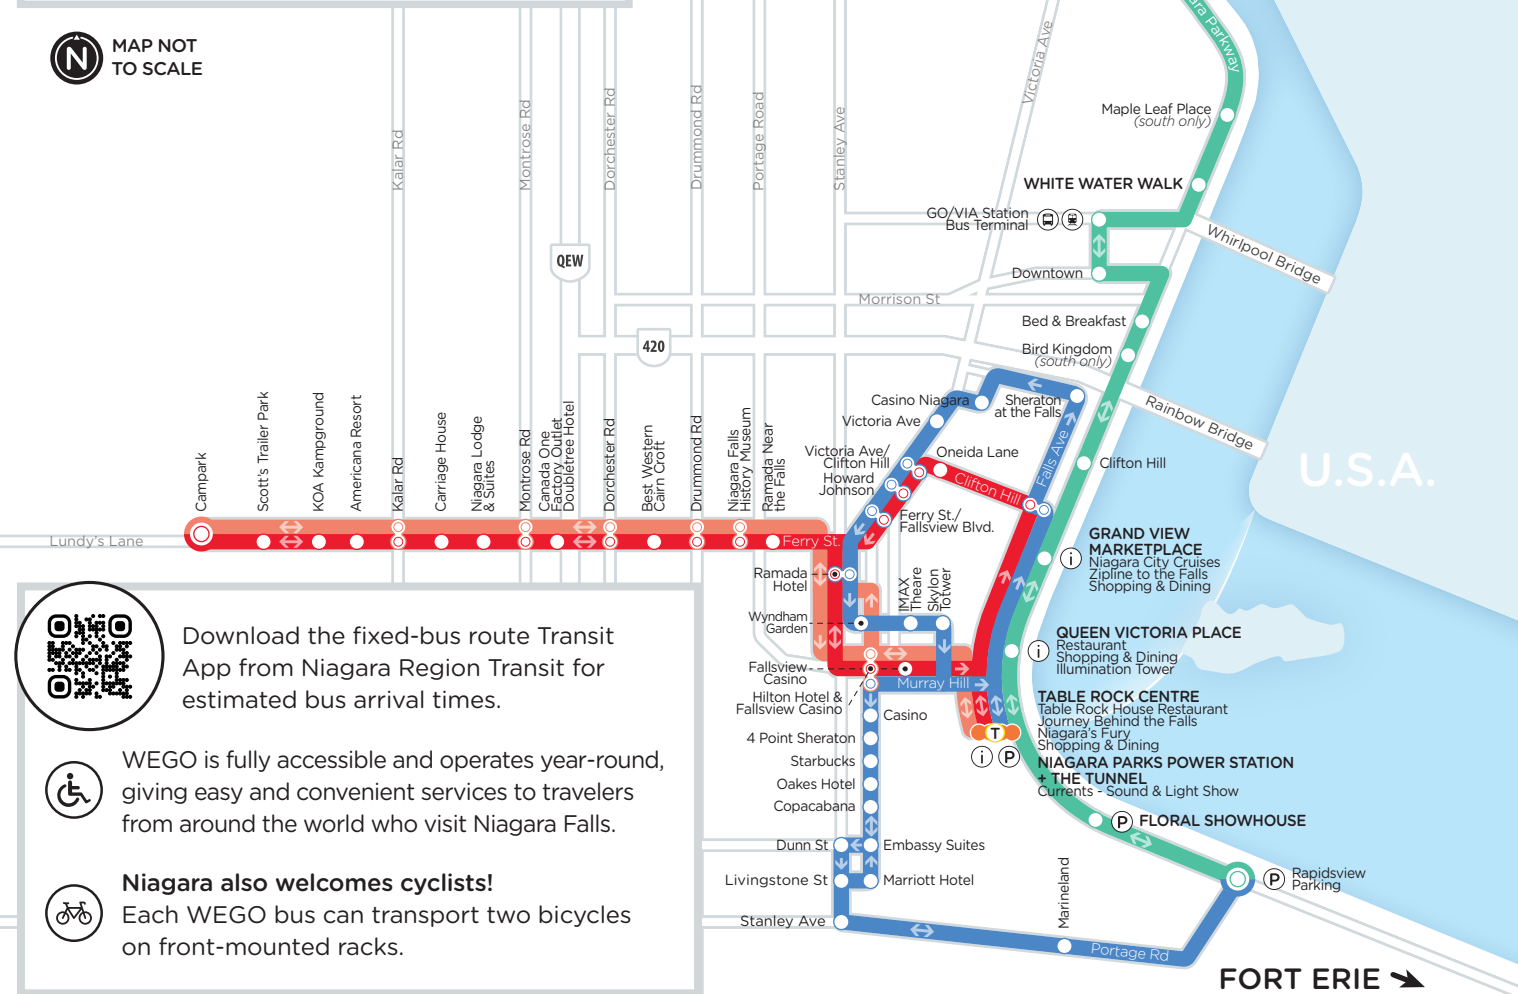 N
MAP NOT
TO SCALE
ara Parkway
Victoria Ave
Maple Leaf Place
(south only)
WHITE WATER WALK
GO/VIA Station
Bus Terminal
Whirlpool Bridge
Downtown
Kalar Rd
Montrose Rd
Dorchester Rd
Drummond Rd
Portage Road
Stanley Ave
QEW
Morrison St
420
Bed & Breakfast
Bird Kingdom
(south only)
Rainbow Bridge
Casino Niagara
Sheraton
at the Falls
Victoria Ave
Victoria Ave/
Clifton Hill
Oneida Lane
Howard
Johnson
Clifton Hill
Falls Ave
Clifton Hill
U.S.A.
Ferry St./
Fallsview Blvd.
Campark
Scott's Trailer Park
KOA Kampground
Americana Resort
Kalar Rd
Carriage House
Niagara Lodge
& Suites
Montrose Rd
Canada One
Factory Outlet
Doubletree Hotel
Dorchester Rd
Best Western
Cairn Croft
Drummond Rd
Niagara Falls
History Museum
Ramada Near
the Falls
Lundy's Lane
Ferry St.
Ramada
Hotel
Wyndham
Garden
IMAX
Theare
Skylon
Totwer
GRAND VIEW
MARKETPLACE
Niagara City Cruises
Zipline to the Falls
Shopping & Dining
i
QUEEN VICTORIA PLACE
Restaurant
Shopping & Dining
Illumination Tower
i
Fallsview
Casino
Murray Hill
Hilton Hotel &
Fallsview Casino
TABLE ROCK CENTRE
Table Rock House Restaurant
Journey Behind the Falls
Niagara's Fury
Shopping & Dining
T
i P
NIAGARA PARKS POWER STATION
+ THE TUNNEL
Currents - Sound & Light Show
Casino
4 Point Sheraton
Starbucks
Oakes Hotel
Copacabana
Dunn St
Embassy Suites
Livingstone St
Marriott Hotel
Stanley Ave
Marineland
Portage Rd
P FLORAL SHOWHOUSE
P Rapidsview
Parking
FORT ERIE
Download the fixed-bus route Transit
App from Niagara Region Transit for
estimated bus arrival times.
WEGO is fully accessible and operates year-round,
giving easy and convenient services to travelers
from around the world who visit Niagara Falls.
Niagara also welcomes cyclists!
Each WEGO bus can transport two bicycles
on front-mounted racks.